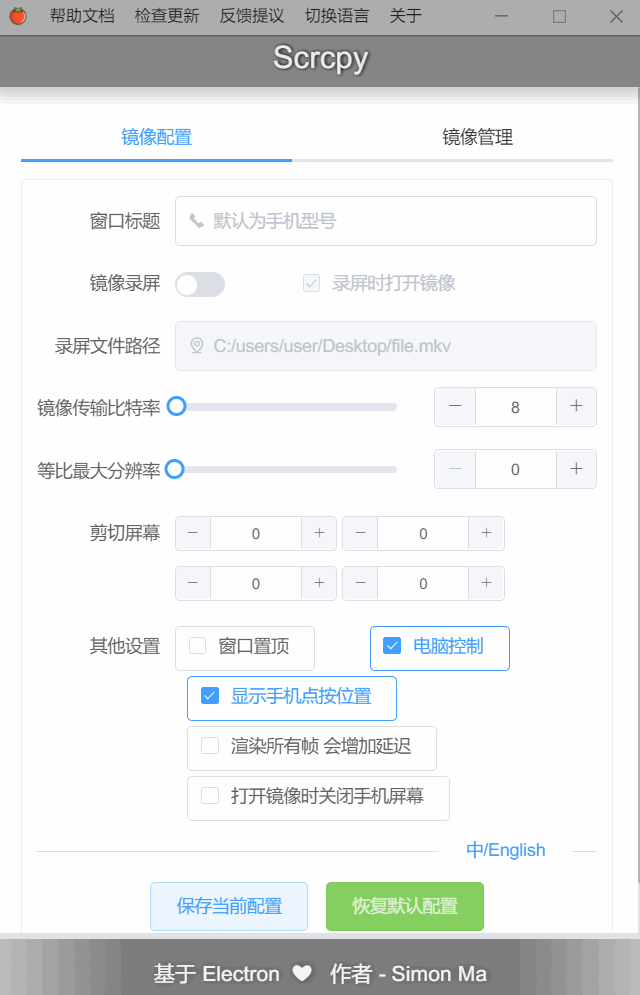 帮助文档 检查更新 反馈提议 切换语言 关于
Scrcpy
镜像配置 镜像管理
窗口标题 默认为手机型号
镜像录屏 录屏时打开镜像
录屏文件路径 C:/users/user/Desktop/file.mkv
镜像传输比特率 8
等比最大分辨率 0
剪切屏幕 0 0
0 0
其他设置 窗口置顶 电脑控制
显示手机点按位置
渲染所有帧 会增加延迟
打开镜像时关闭手机屏幕
中/English
保存当前配置 恢复默认配置
基于 Electron 作者 - Simon Ma